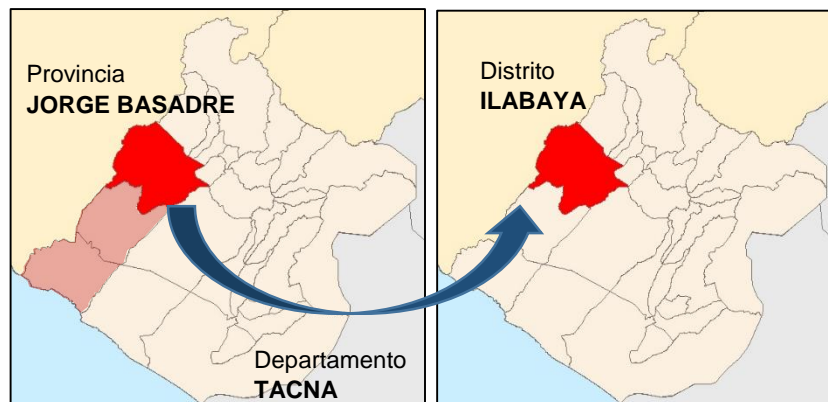 Provincia
JORGE BASADRE
Departamento
TACNA
Distrito
ILABAYA